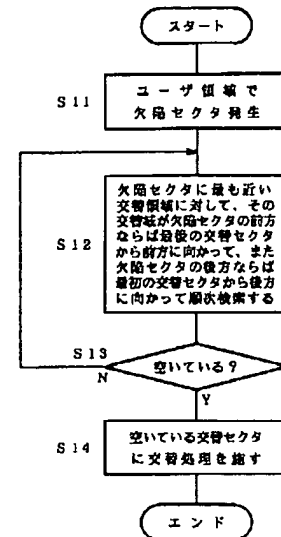 スタート
S11
ユーザ領域で
欠陥セクタ発生
S12
欠陥セクタに最も近い
交替領域に対して、その
交替域が欠陥セクタの前方
ならば最後の交替セクタ
から前方に向かって、また
欠陥セクタの後方ならば
最初の交替セクタから後方
に向かって順次検索する
S13
空いている?
N
Y
S14
空いている交替セクタ
に交替処理を施す
エンド